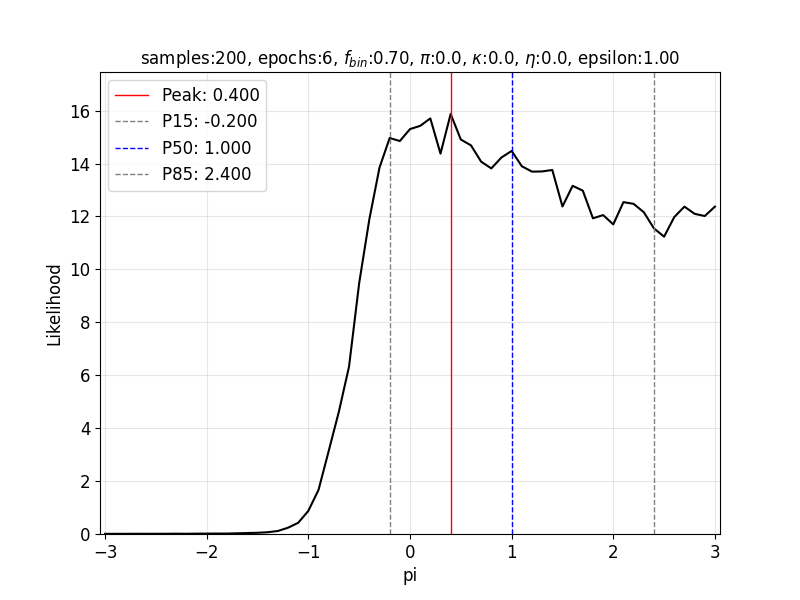 samples:200, epochs:6, f_bin:0.70, π:0.0, κ:0.0, η:0.0, epsilon:1.00
Peak: 0.400
P15: -0.200
P50: 1.000
P85: 2.400
Likelihood
16
14
12
10
8
6
4
2
0
−3 −2 −1 0 1 2 3
pi